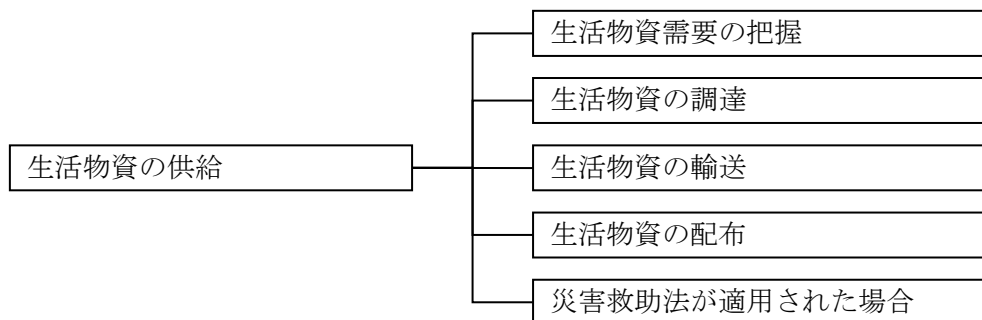 生活物資の供給
生活物資需要の把握
生活物資の調達
生活物資の輸送
生活物資の配布
災害救助法が適用された場合